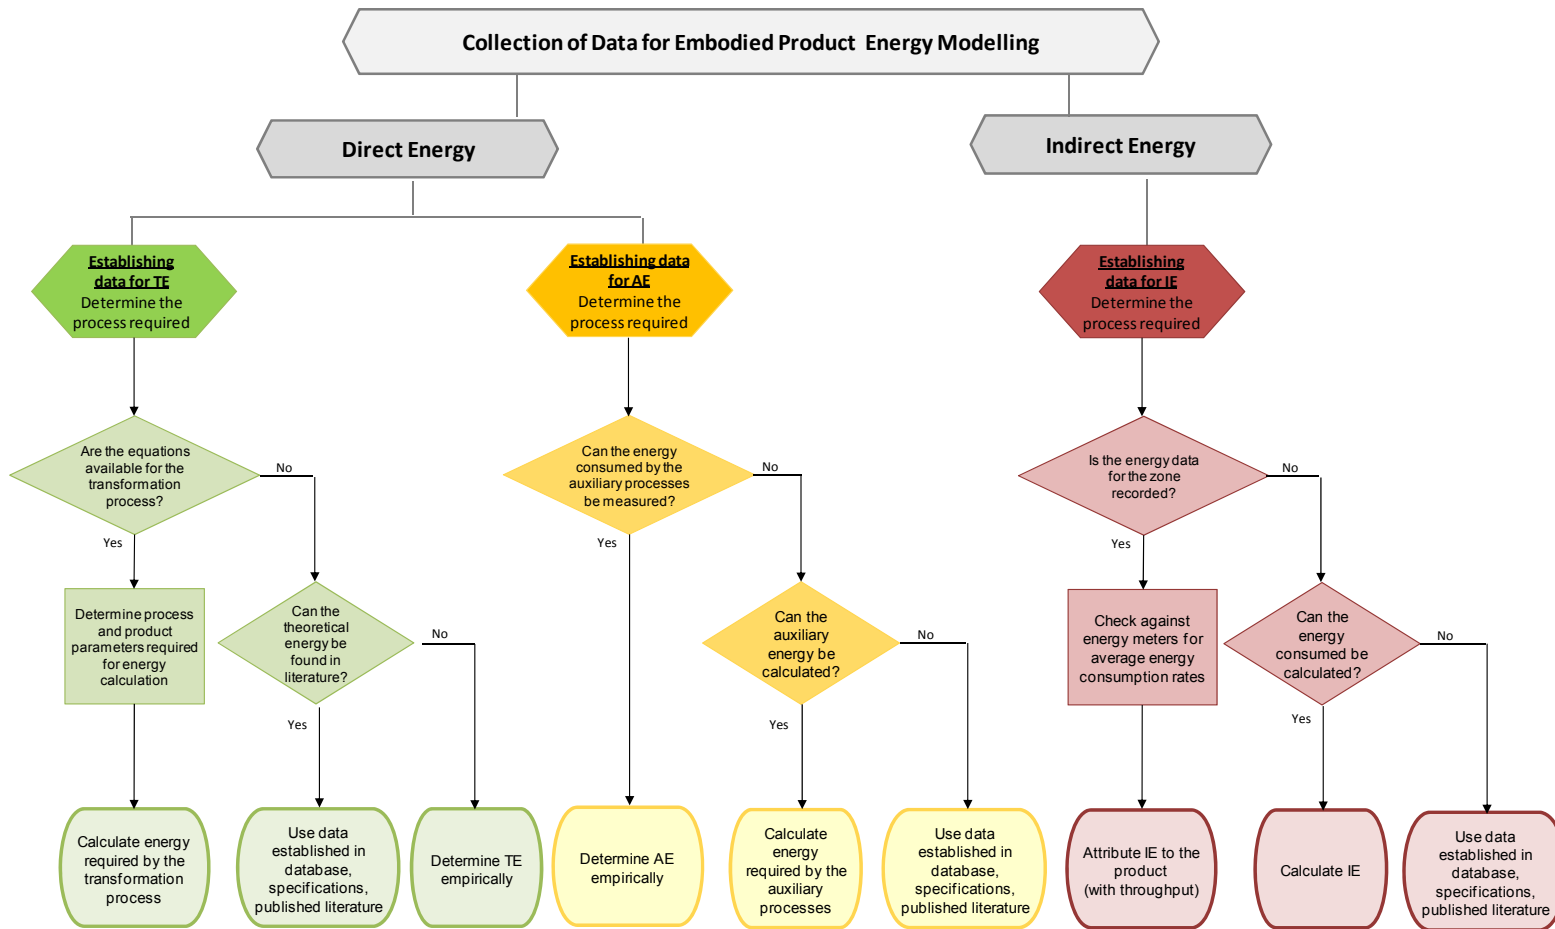 Collection of Data for Embodied Product Energy Modelling
Direct Energy
Indirect Energy
Establishing
data for TE
Determine the
process required
Establishing data
for AE
Determine the
process required
Establishing
data for IE
Determine the
process required
Are the equations
available for the
transformation
process?
No
Yes
Can the energy
consumed by the
auxiliary processes
be measured?
No
Yes
Is the energy data
for the zone
recorded?
No
Yes
Determine process
and product
parameters required
for energy
calculation
Can the
theoretical
energy be
found in
literature?
No
Yes
Can the
auxiliary
energy be
calculated?
No
Yes
Check against
energy meters for
average energy
consumption rates
Can the
energy
consumed be
calculated?
No
Yes
Calculate energy
required by the
transformation
process
Use data
established in
database,
specifications,
published literature
Determine TE
empirically
Determine AE
empirically
Calculate
energy
required by the
auxiliary
processes
Use data
established in
database,
specifications,
published literature
Attribute IE to the
product
(with throughput)
Calculate IE
Use data
established in
database,
specifications,
published literature